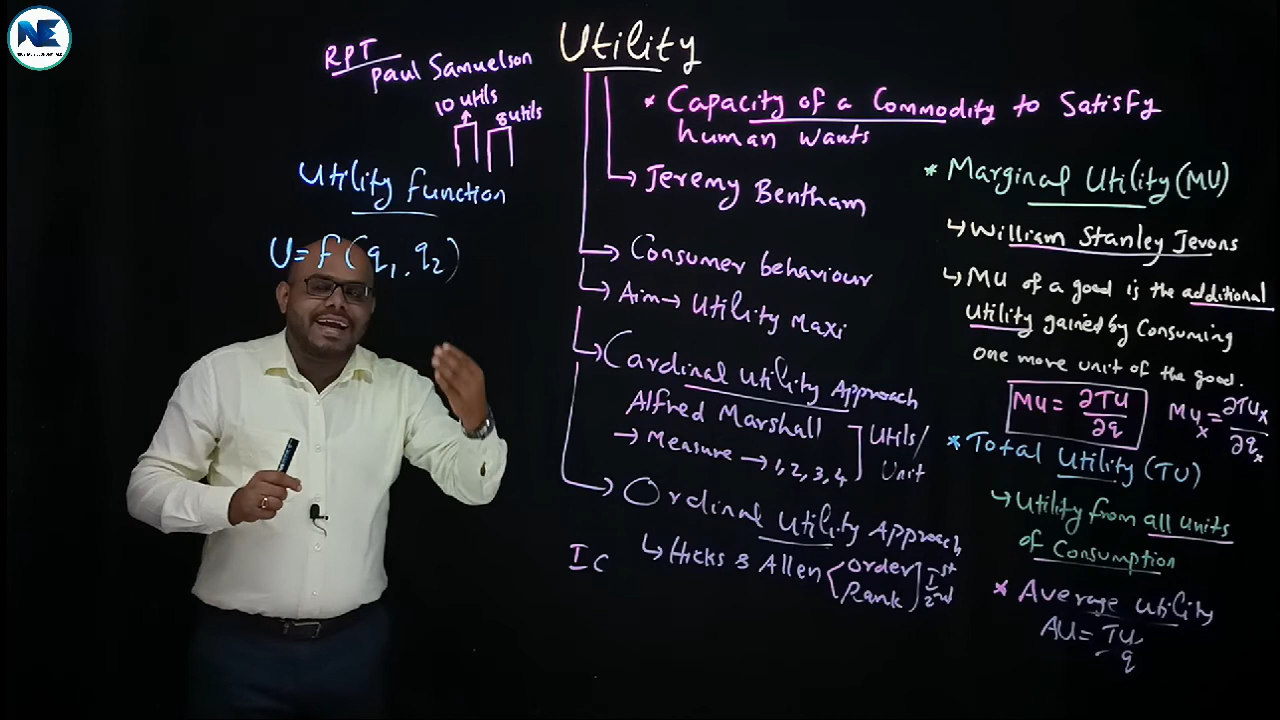 NE
Utility
RPT
Paul Samuelson
10 utils
8 utils
Utility function
U = f (q1, q2)
* Capacity of a Commodity to Satisfy
human wants
Jeremy Bentham
Consumer behaviour
Aim → Utility Maxi
Cardinal Utility Approach
Alfred Marshall
→ Measure → 1, 2, 3, 4
Utils/
Unit
Ordinal Utility Approach
Hicks & Allen
Order
Rank
1st
2nd
IC
* Marginal Utility (MU)
William Stanley Jevons
MU of a good is the additional
Utility gained by Consuming
one more unit of the good.
MU = ∂TU/∂q
MUx = ∂TUx/∂qx
* Total Utility (TU)
Utility from all units
of Consumption
* Average Utility
AU = TU/q